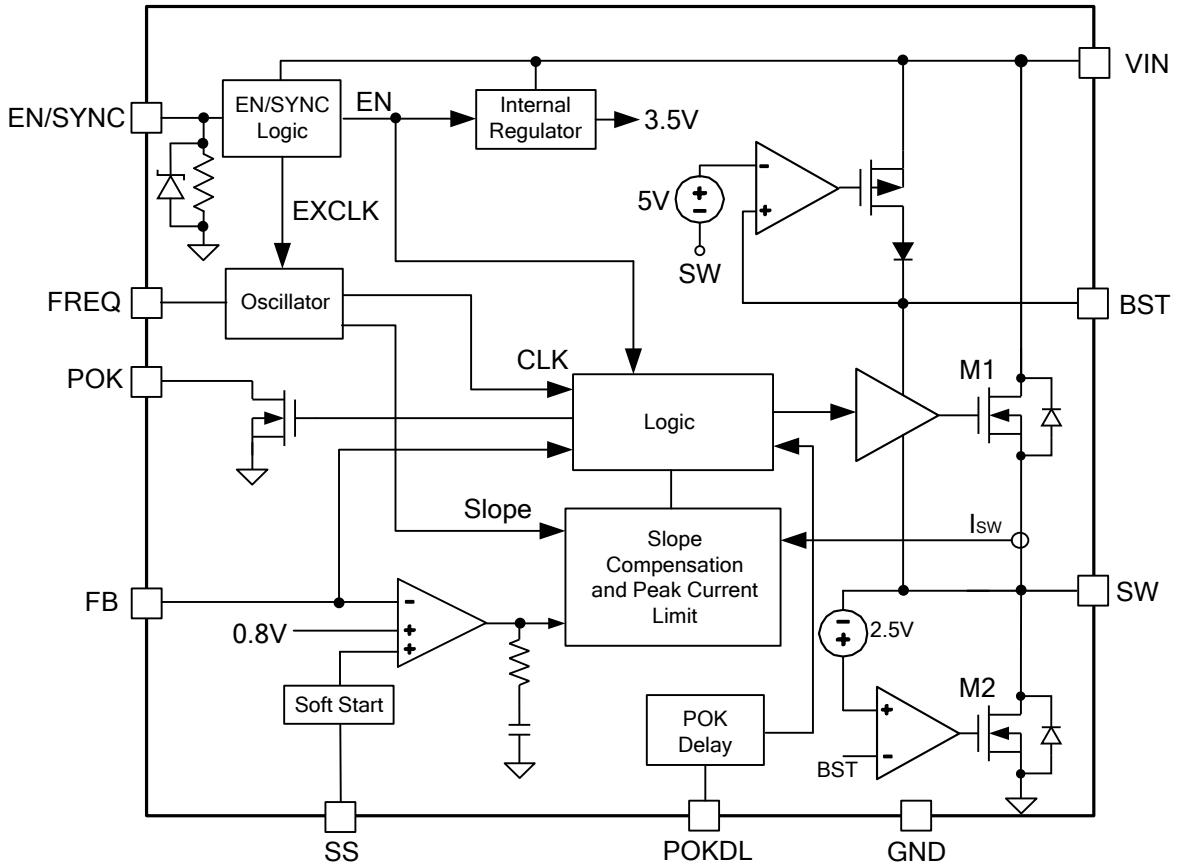 VIN
EN/SYNC
EN/SYNC
Logic
EN
Internal
Regulator
3.5V
-
+
5V
+
-
SW
EXCLK
FREQ
Oscillator
BST
POK
CLK
Logic
M1
Slope
Slope
Compensation
and Peak Current
Limit
ISW
FB
-
0.8V
+
+
SW
-
+
2.5V
Soft Start
POK
Delay
M2
+
-
BST
SS
POKDL
GND